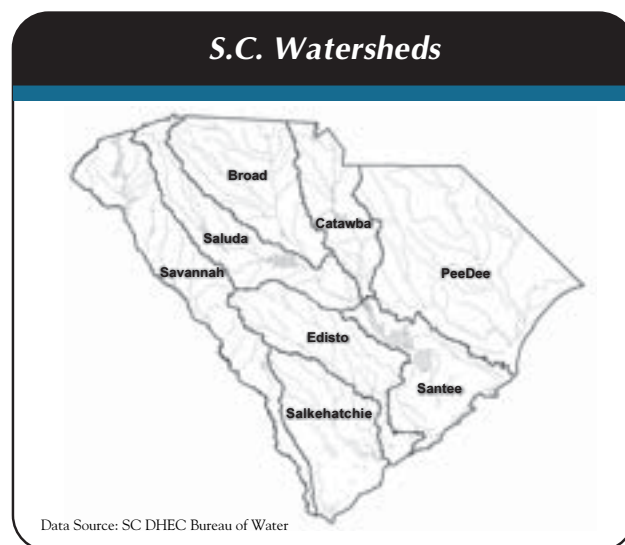 S.C. Watersheds
Broad
Catawba
Saluda
PeeDee
Savannah
Edisto
Santee
Salkehatchie
Data Source: SC DHEC Bureau of Water